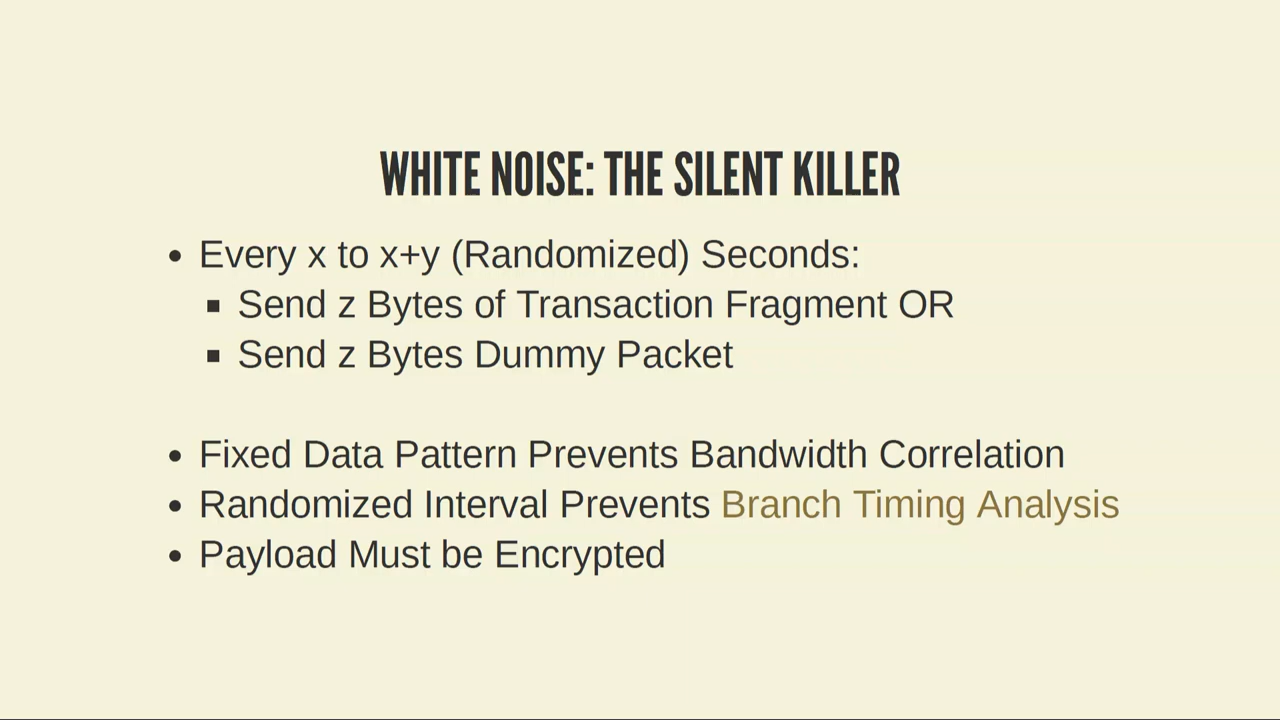 WHITE NOISE: THE SILENT KILLER
• Every x to x+y (Randomized) Seconds:
▪ Send z Bytes of Transaction Fragment OR
▪ Send z Bytes Dummy Packet
• Fixed Data Pattern Prevents Bandwidth Correlation
• Randomized Interval Prevents Branch Timing Analysis
• Payload Must be Encrypted